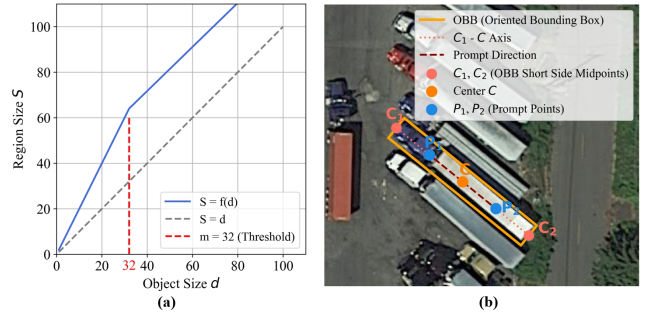 100
80
60
40
20
0
0
20
32
40
60
80
100
Region Size S
Object Size d
S = f(d)
S = d
m = 32 (Threshold)
(a)
OBB (Oriented Bounding Box)
C₁ - C Axis
Prompt Direction
C₁, C₂ (OBB Short Side Midpoints)
Center C
P₁, P₂ (Prompt Points)
C₁
P₁
C
P₂
C₂
(b)